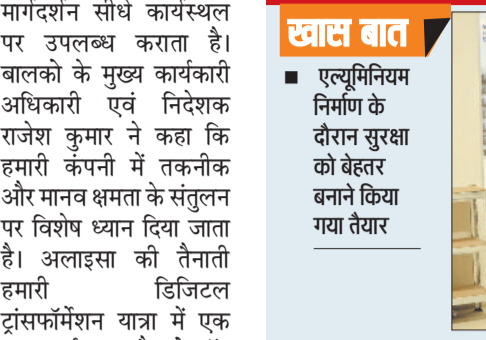 मार्गदर्शन सीधे कार्यस्थल
पर उपलब्ध कराता है।
बालको के मुख्य कार्यकारी
अधिकारी एवं निदेशक
राजेश कुमार ने कहा कि
हमारी कंपनी में तकनीक
और मानव क्षमता के संतुलन
पर विशेष ध्यान दिया जाता
है। अलाइसा की तैनाती
हमारी डिजिटल
ट्रांसफॉर्मेशन यात्रा में एक
खास बात
■ एल्यूमिनियम
निर्माण के
दौरान सुरक्षा
को बेहतर
बनाने किया
गया तैयार